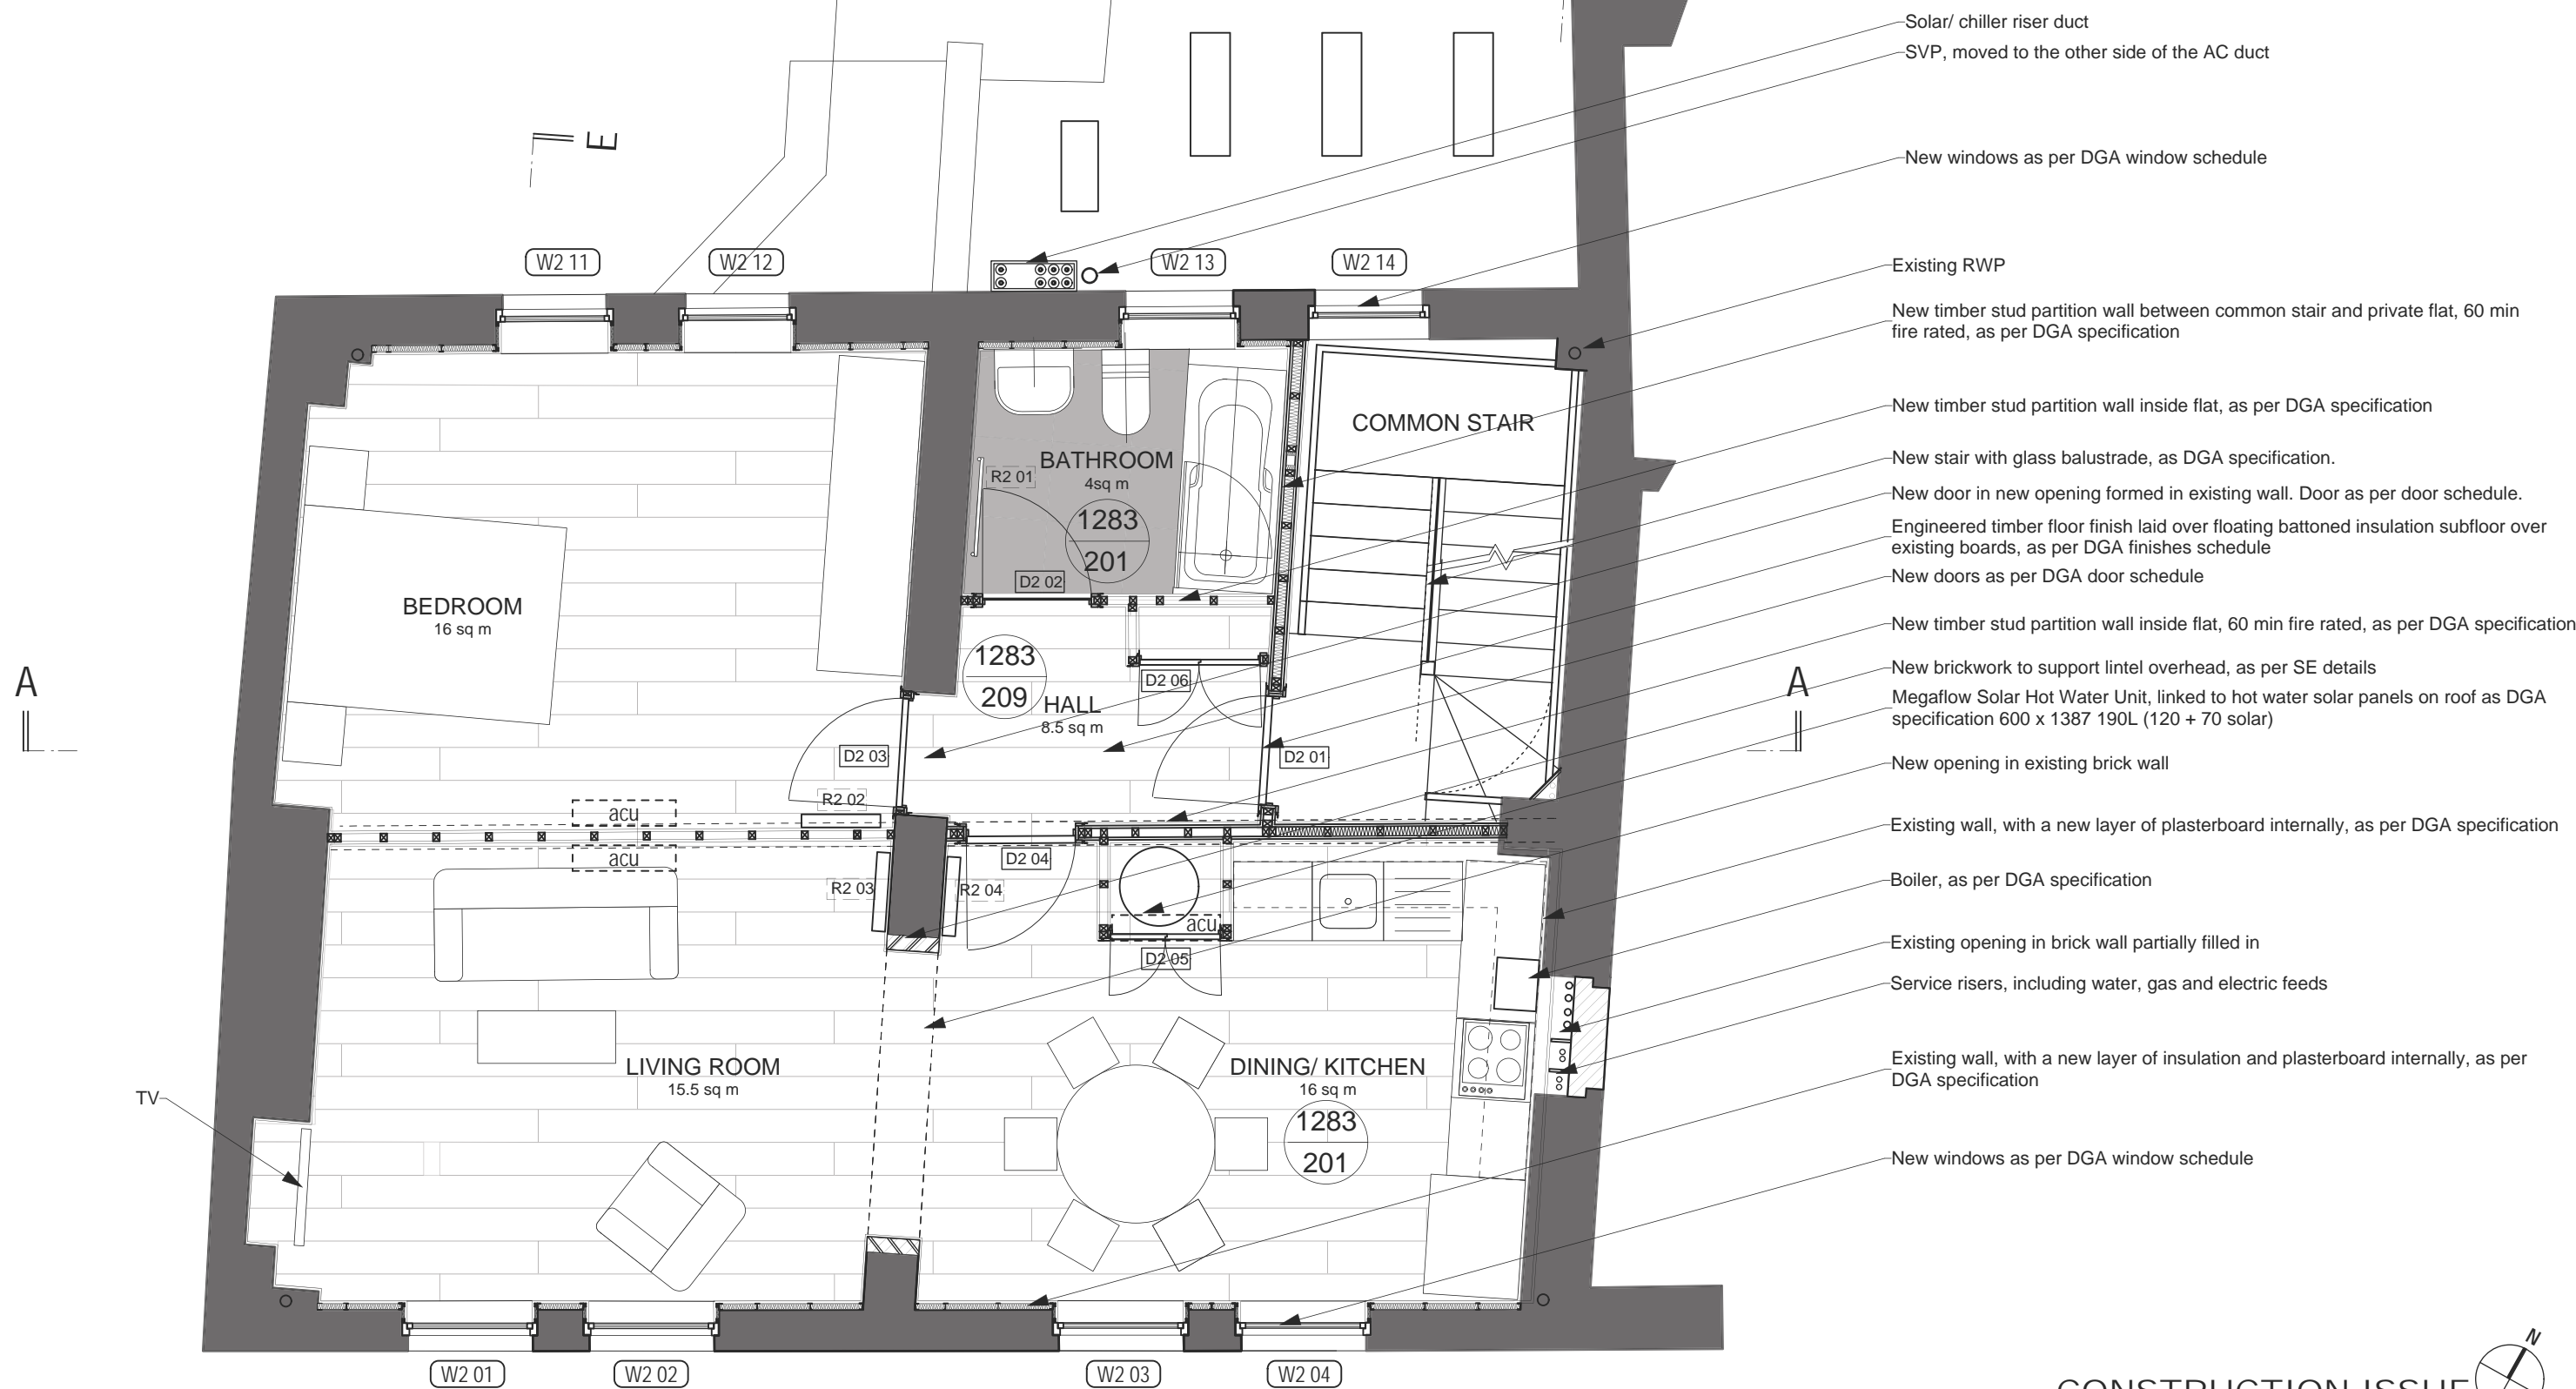 Solar/ chiller riser duct
SVP, moved to the other side of the AC duct
New windows as per DGA window schedule
Existing RWP
New timber stud partition wall between common stair and private flat, 60 min
fire rated, as per DGA specification
New timber stud partition wall inside flat, as per DGA specification
New stair with glass balustrade, as DGA specification.
New door in new opening formed in existing wall. Door as per door schedule.
Engineered timber floor finish laid over floating battoned insulation subfloor over
existing boards, as per DGA finishes schedule
New doors as per DGA door schedule
New timber stud partition wall inside flat, 60 min fire rated, as per DGA specification
New brickwork to support lintel overhead, as per SE details
Megaflow Solar Hot Water Unit, linked to hot water solar panels on roof as DGA
specification 600 x 1387 190L (120 + 70 solar)
New opening in existing brick wall
Existing wall, with a new layer of plasterboard internally, as per DGA specification
Boiler, as per DGA specification
Existing opening in brick wall partially filled in
Service risers, including water, gas and electric feeds
Existing wall, with a new layer of insulation and plasterboard internally, as per
DGA specification
New windows as per DGA window schedule
E
W2 11
W2 12
W2 13
W2 14
COMMON STAIR
BATHROOM
4sq m
R2 01
1283
201
D2 02
BEDROOM
16 sq m
1283
209
D2 06
HALL
8.5 sq m
A
A
D2 03
D2 01
R2 02
acu
acu
D2 04
R2 03
R2 04
acu
D2 05
LIVING ROOM
15.5 sq m
DINING/ KITCHEN
16 sq m
1283
201
TV
W2 01
W2 02
W2 03
W2 04
N
CONSTRUCTION ISSUE